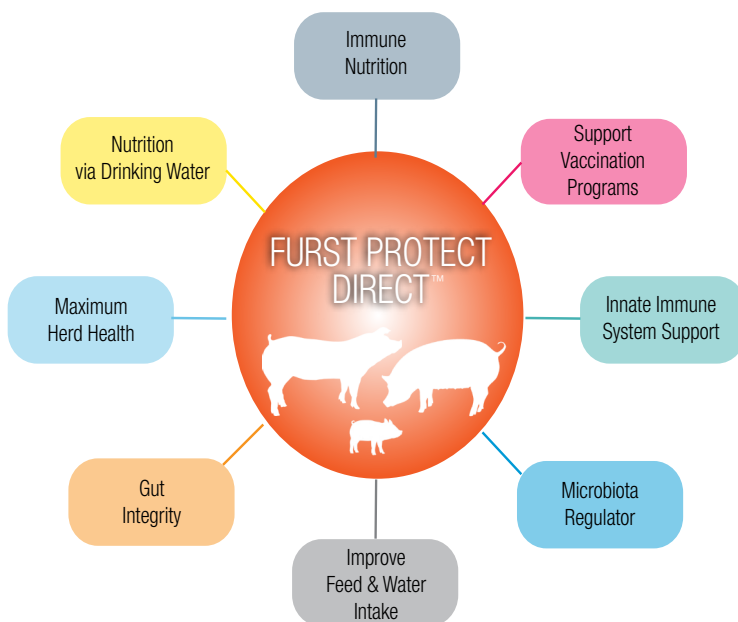 Immune
Nutrition
Nutrition
via Drinking Water
Support
Vaccination
Programs
FURST PROTECT
DIRECT™
Maximum
Herd Health
Innate Immune
System Support
Gut
Integrity
Microbiota
Regulator
Improve
Feed & Water
Intake